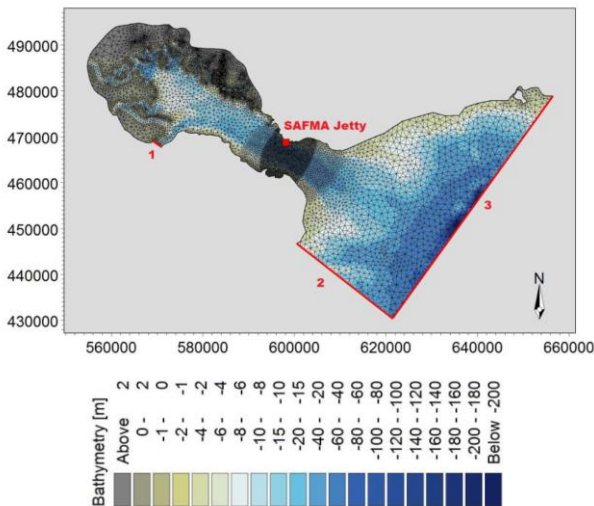 490000
480000
470000
460000
450000
440000
430000
SAFMA Jetty
1
2
3
N
560000 580000 600000 620000 640000 660000
Bathymetry [m]
Above 2
0 - 2
-1 - 0
-2 - -1
-4 - -2
-6 - -4
-8 - -6
-10 - -8
-15 - -10
-20 - -15
-40 - -20
-60 - -40
-80 - -60
-100 - -80
-120 - -100
-140 - -120
-160 - -140
-180 - -160
-200 - -180
Below -200